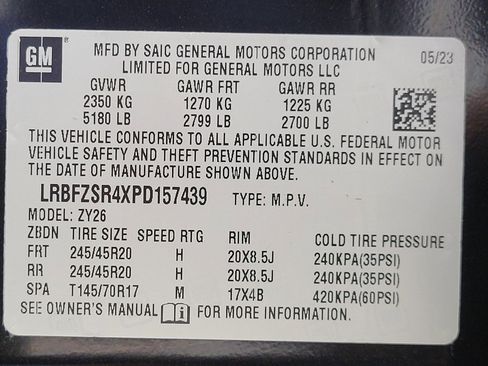 GM
MFD BY SAIC GENERAL MOTORS CORPORATION
LIMITED FOR GENERAL MOTORS LLC
05/23
GVWR GAWR FRT GAWR RR
2350 KG 1270 KG 1225 KG
5180 LB 2799 LB 2700 LB
THIS VEHICLE CONFORMS TO ALL APPLICABLE U.S. FEDERAL MOTOR
VEHICLE SAFETY AND THEFT PREVENTION STANDARDS IN EFFECT ON
THE DATE OF MANUFACTURE SHOWN ABOVE.
LRBFZSR4XPD157439 TYPE: M.P.V.
MODEL: ZY26
ZBDN TIRE SIZE SPEED RTG RIM COLD TIRE PRESSURE
FRT 245/45R20 H 20X8.5J 240KPA(35PSI)
RR 245/45R20 H 20X8.5J 240KPA(35PSI)
SPA T145/70R17 M 17X4B 420KPA(60PSI)
SEE OWNER'S MANUAL FOR MORE INFORMATION.